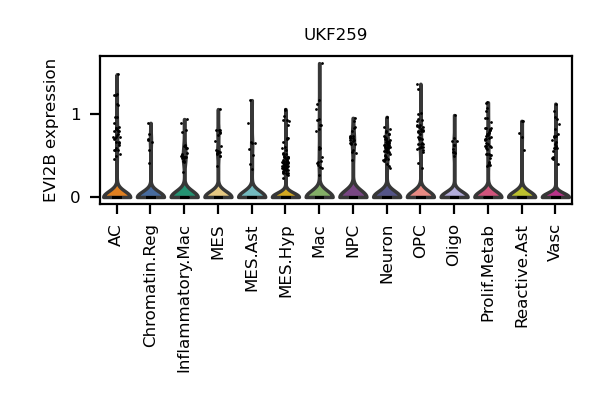 UKF259
EVI2B expression
1
0
AC
Chromatin.Reg
Inflammatory.Mac
MES
MES.Ast
MES.Hyp
Mac
NPC
Neuron
OPC
Oligo
Prolif.Metab
Reactive.Ast
Vasc